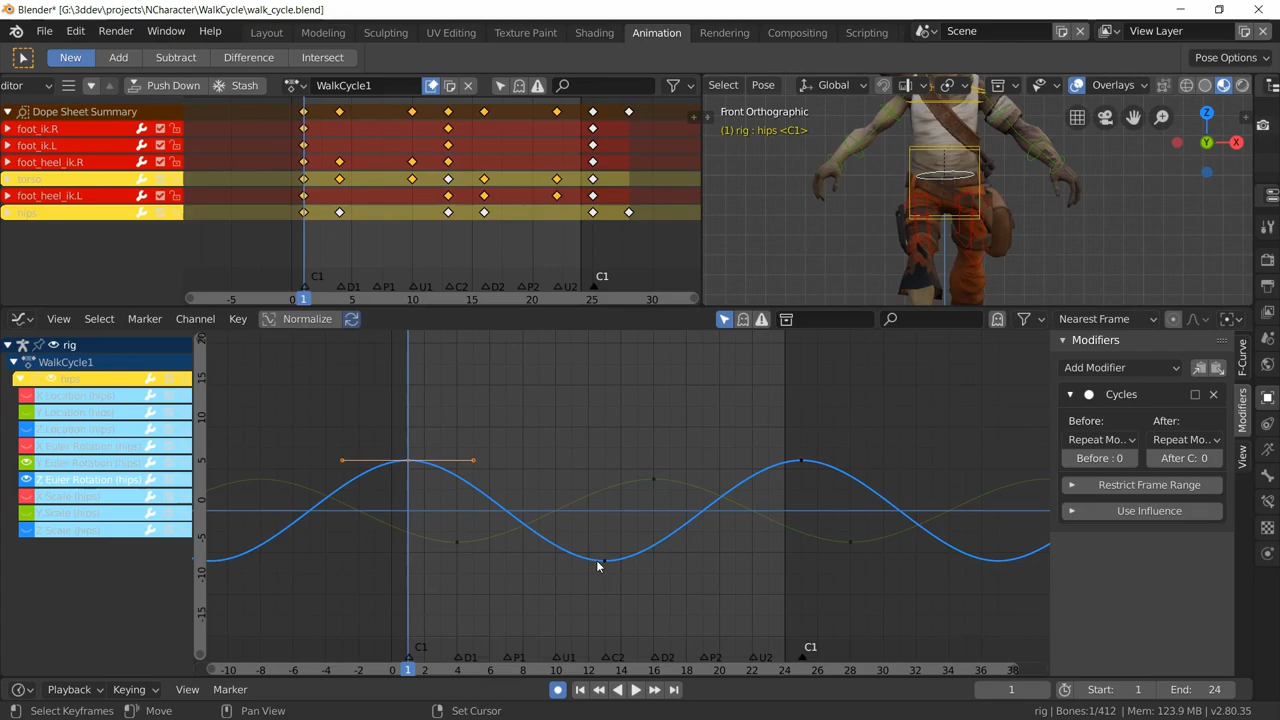 Blender* [G:\3ddev\projects\NCharacter\WalkCycle\walk_cycle.blend]
File Edit Render Window Help Layout Modeling Sculpting UV Editing Texture Paint Shading Animation Rendering Compositing Scripting Scene View Layer
New Add Subtract Difference Intersect Pose Options
ditor Push Down Stash WalkCycle1 Select Pose Global Overlays
Dope Sheet Summary
foot_ik.R
foot_ik.L
foot_heel_ik.R
torso
foot_heel_ik.L
hips
C1 C1
D1 P1 U1 C2 D2 P2 U2
-5 0 1 5 10 15 20 25 30
Front Orthographic
(1) rig : hips <C1>
Z
Y
X
View Select Marker Channel Key Normalize Nearest Frame
rig
WalkCycle1
hips
X Location (hips)
Y Location (hips)
Z Location (hips)
X Euler Rotation (hips)
Y Euler Rotation (hips)
Z Euler Rotation (hips)
X Scale (hips)
Y Scale (hips)
Z Scale (hips)
20
15
10
5
0
-5
-10
-15
C1 C1
D1 P1 U1 C2 D2 P2 U2
-10 -8 -6 -4 -2 0 1 2 4 6 8 10 12 14 16 18 20 22 24 26 28 30 32 34 36 38
Modifiers
Add Modifier
Cycles
Before: After:
Repeat Mo.. Repeat Mo..
Before : 0 After C: 0
Restrict Frame Range
Use Influence
F-Curve
Modifiers
View
Playback Keying View Marker 1 Start: 1 End: 24
Select Keyframes Move Pan View Set Cursor rig | Bones:1/412 | Mem: 123.9 MB | v2.80.35